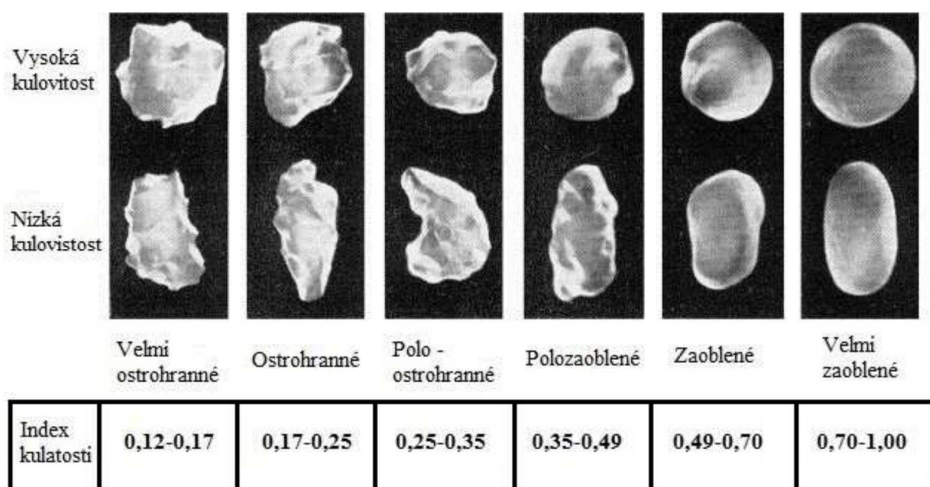 Vysoká
kulovitost
Nízká
kulovistost
Velmi
ostrohranné
Ostrohranné
Polo -
ostrohranné
Polozaoblené
Zaoblené
Velmi
zaoblené
Index
kulatosti
0,12-0,17
0,17-0,25
0,25-0,35
0,35-0,49
0,49-0,70
0,70-1,00